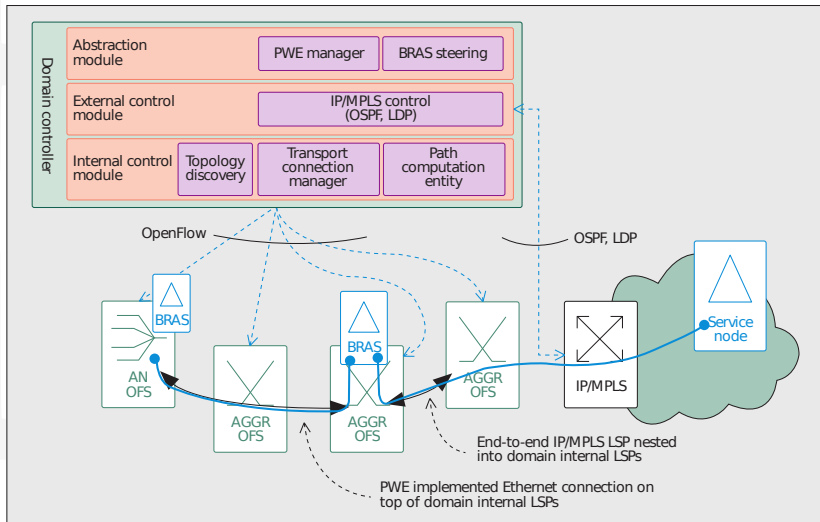 Domain controller
Abstraction
module
PWE manager
BRAS steering
External control
module
IP/MPLS control
(OSPF, LDP)
Internal control
module
Topology
discovery
Transport
connection
manager
Path
computation
entity
OpenFlow
OSPF, LDP
BRAS
AN
OFS
AGGR
OFS
BRAS
AGGR
OFS
AGGR
OFS
IP/MPLS
Service
node
End-to-end IP/MPLS LSP nested
into domain internal LSPs
PWE implemented Ethernet connection on
top of domain internal LSPs